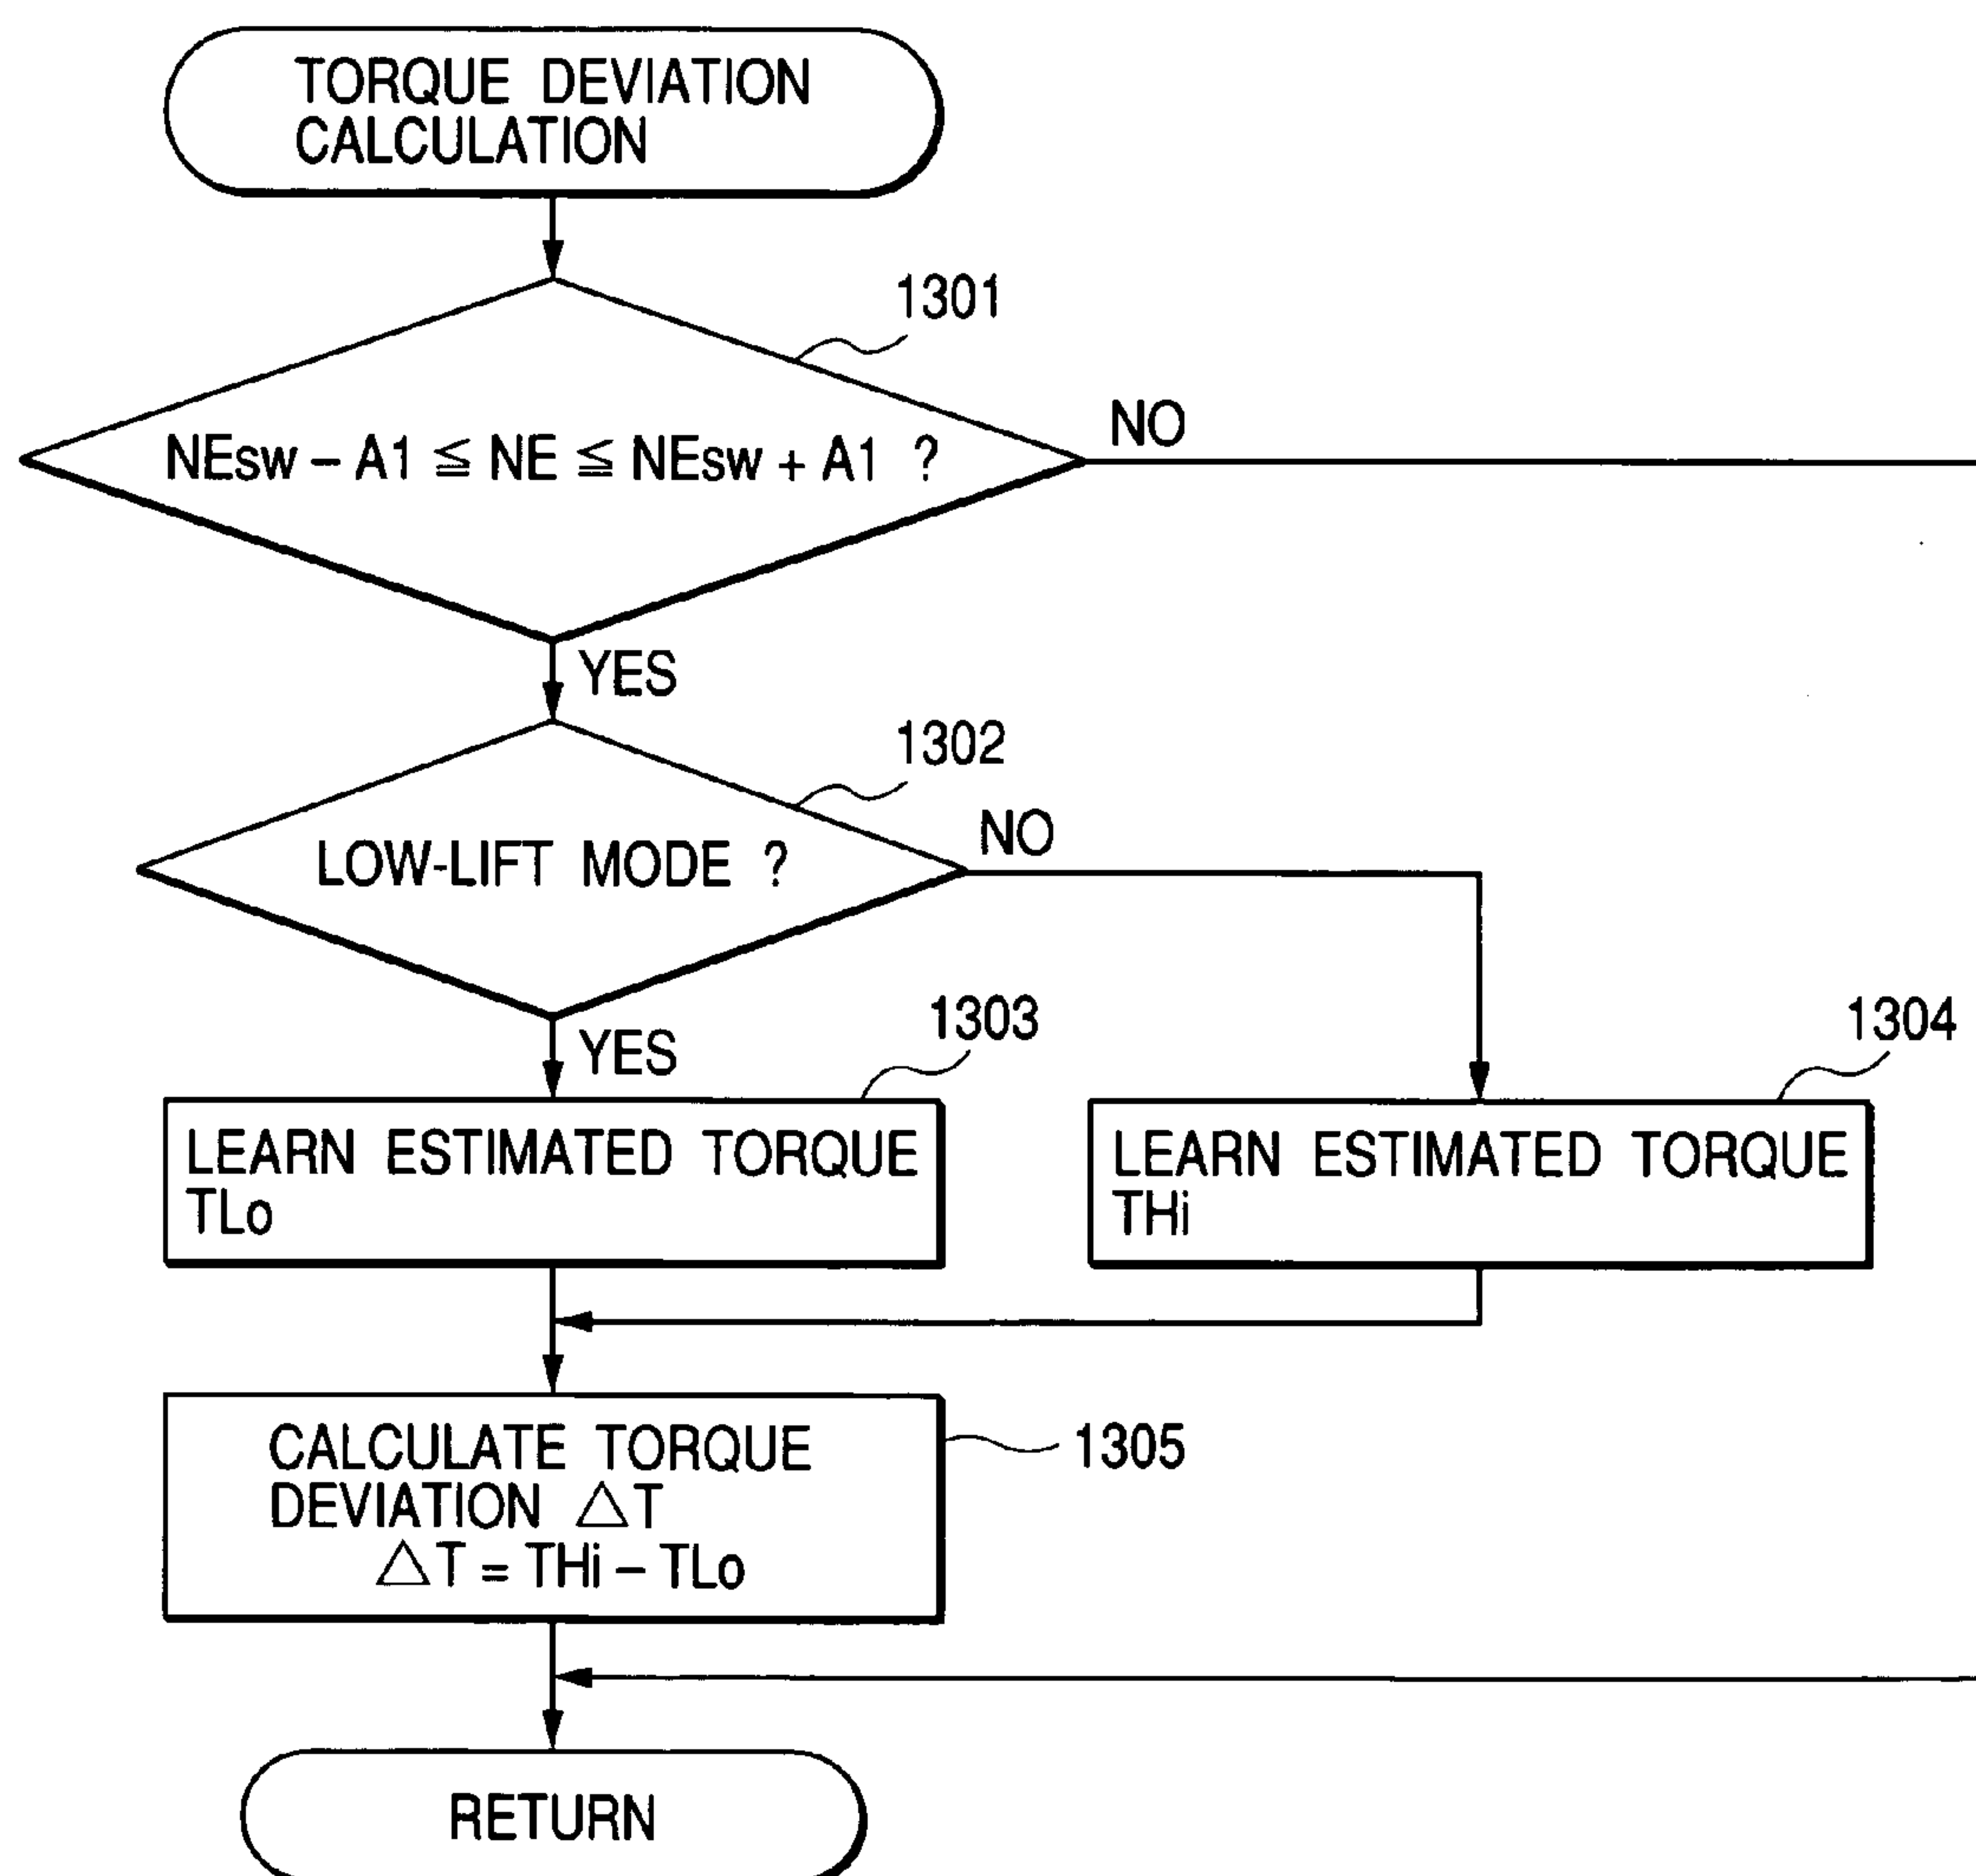 TORQUE DEVIATION
CALCULATION
1301
NEsw – A1 ≦ NE ≦ NEsw + A1 ?
NO
YES
1302
LOW-LIFT MODE ?
NO
YES
1303
1304
LEARN ESTIMATED TORQUE
TLo
LEARN ESTIMATED TORQUE
THi
CALCULATE TORQUE
DEVIATION △T
△T = THi – TLo
1305
RETURN